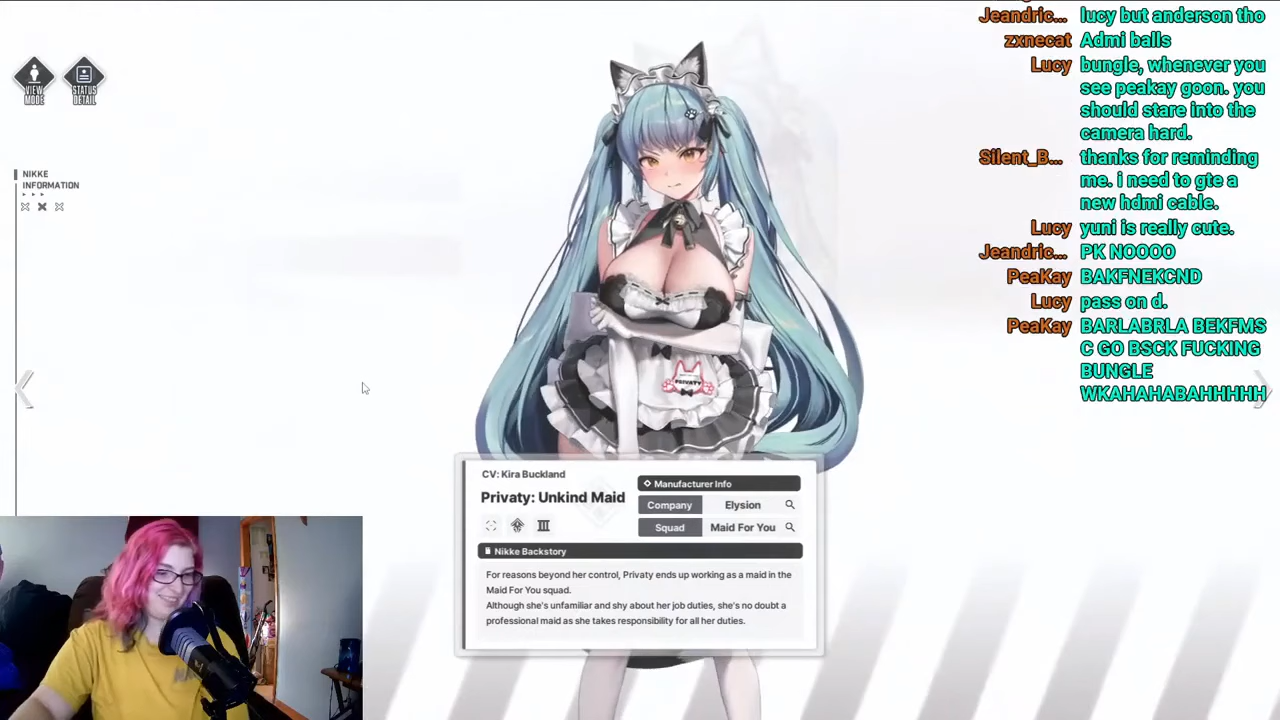 VIEW
MODE
STATUS
DETAIL
NIKKE
INFORMATION
CV: Kira Buckland
Privaty: Unkind Maid
Manufacturer Info
Company Elysion
Squad Maid For You
Nikke Backstory
For reasons beyond her control, Privaty ends up working as a maid in the
Maid For You squad.
Although she's unfamiliar and shy about her job duties, she's no doubt a
professional maid as she takes responsibility for all her duties.
PRIVATY
Jeandric... lucy but anderson tho
zxnecat Admi balls
Lucy bungle, whenever you
see peakay goon. you
should stare into the
camera hard.
Silent_B... thanks for reminding
me. i need to gte a
new hdmi cable.
Lucy yuni is really cute.
Jeandric... PK NOOOO
PeaKay BAKFNEKCND
Lucy pass on d.
PeaKay BARLABRLA BEKFMS
C GO BSCK FUCKING
BUNGLE
WKAHAHABAHHHHH